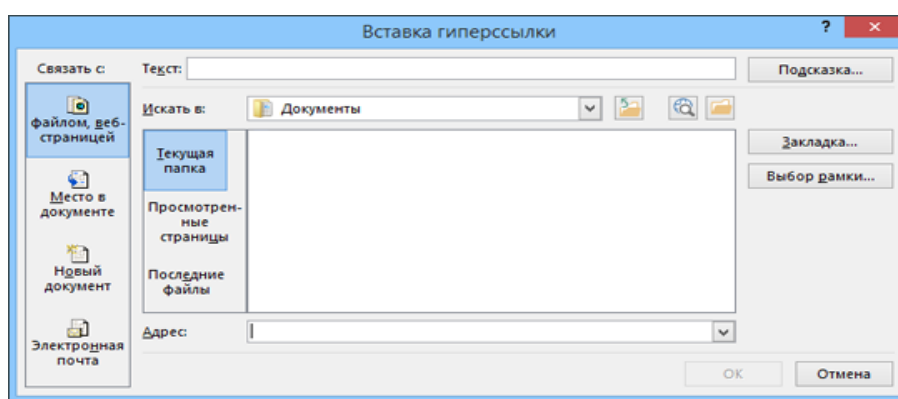 Вставка гиперссылки
?
Связать с:
Текст:
Подсказка...
файлом, веб-
страницей
Искать в:
Документы
Закладка...
Текущая
папка
Выбор рамки...
Место в
документе
Просмотрен-
ные
страницы
Новый
документ
Последние
файлы
Адрес:
Электронная
почта
ОК
Отмена